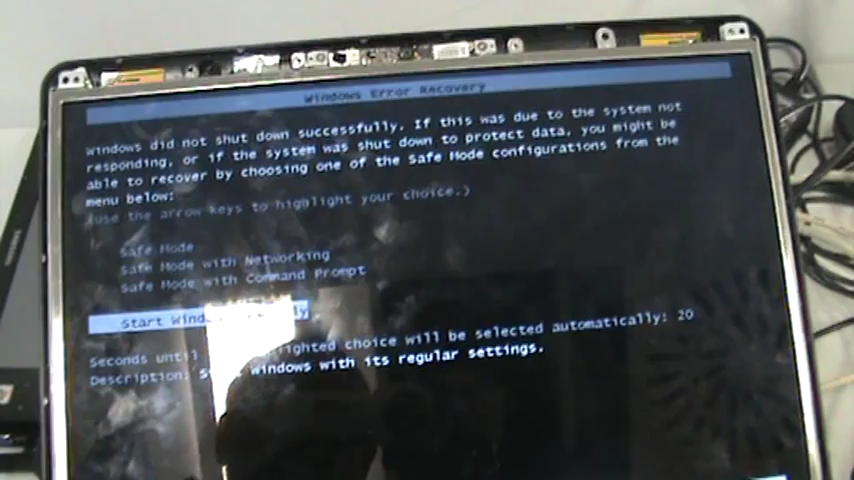 Windows Error Recovery
Windows did not shut down successfully. If this was due to the system not
responding, or if the system was shut down to protect data, you might be
able to recover by choosing one of the Safe Mode configurations from the
menu below:
(Use the arrow keys to highlight your choice.)
Safe Mode
Safe Mode with Networking
Safe Mode with Command Prompt
Start
Seconds until choice will be selected automatically: 20
Description: Windows with its regular settings.